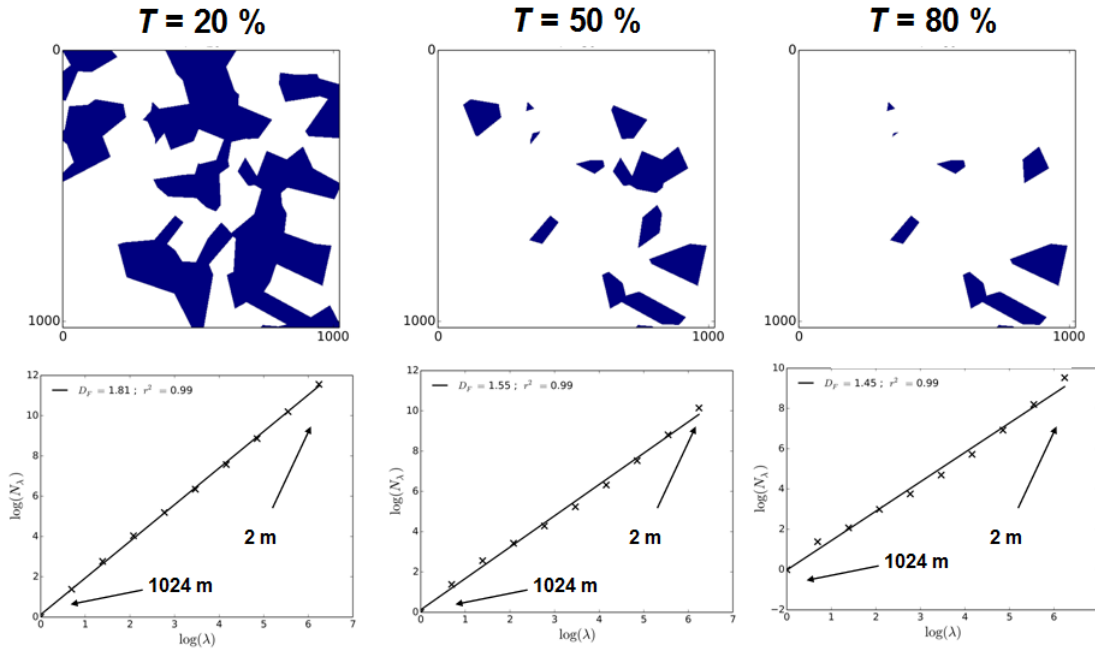 T = 20 %
T = 50 %
T = 80 %
0
1000
0
1000
0
1000
0
1000
0
1000
0
1000
D_F = 1.81 ; r² = 0.99
log(N_λ)
12
10
8
6
4
2
0
2 m
1024 m
0 1 2 3 4 5 6 7
log(λ)
D_F = 1.55 ; r² = 0.99
log(N_λ)
12
10
8
6
4
2
0
2 m
1024 m
0 1 2 3 4 5 6 7
log(λ)
D_F = 1.45 ; r² = 0.99
log(N_λ)
10
8
6
4
2
0
−2
2 m
1024 m
0 1 2 3 4 5 6
log(λ)